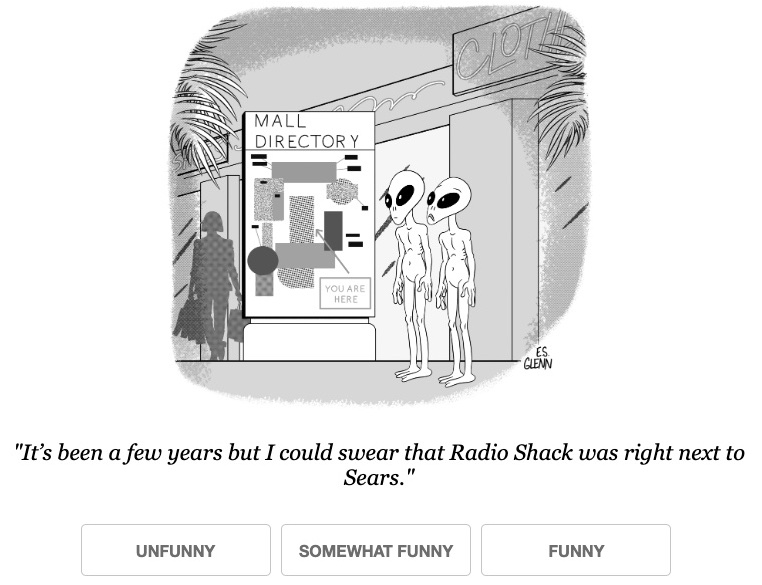 CLOTH
MALL
DIRECTORY
YOU ARE
HERE
E.S.
GLENN
"It's been a few years but I could swear that Radio Shack was right next to
Sears."
UNFUNNY
SOMEWHAT FUNNY
FUNNY